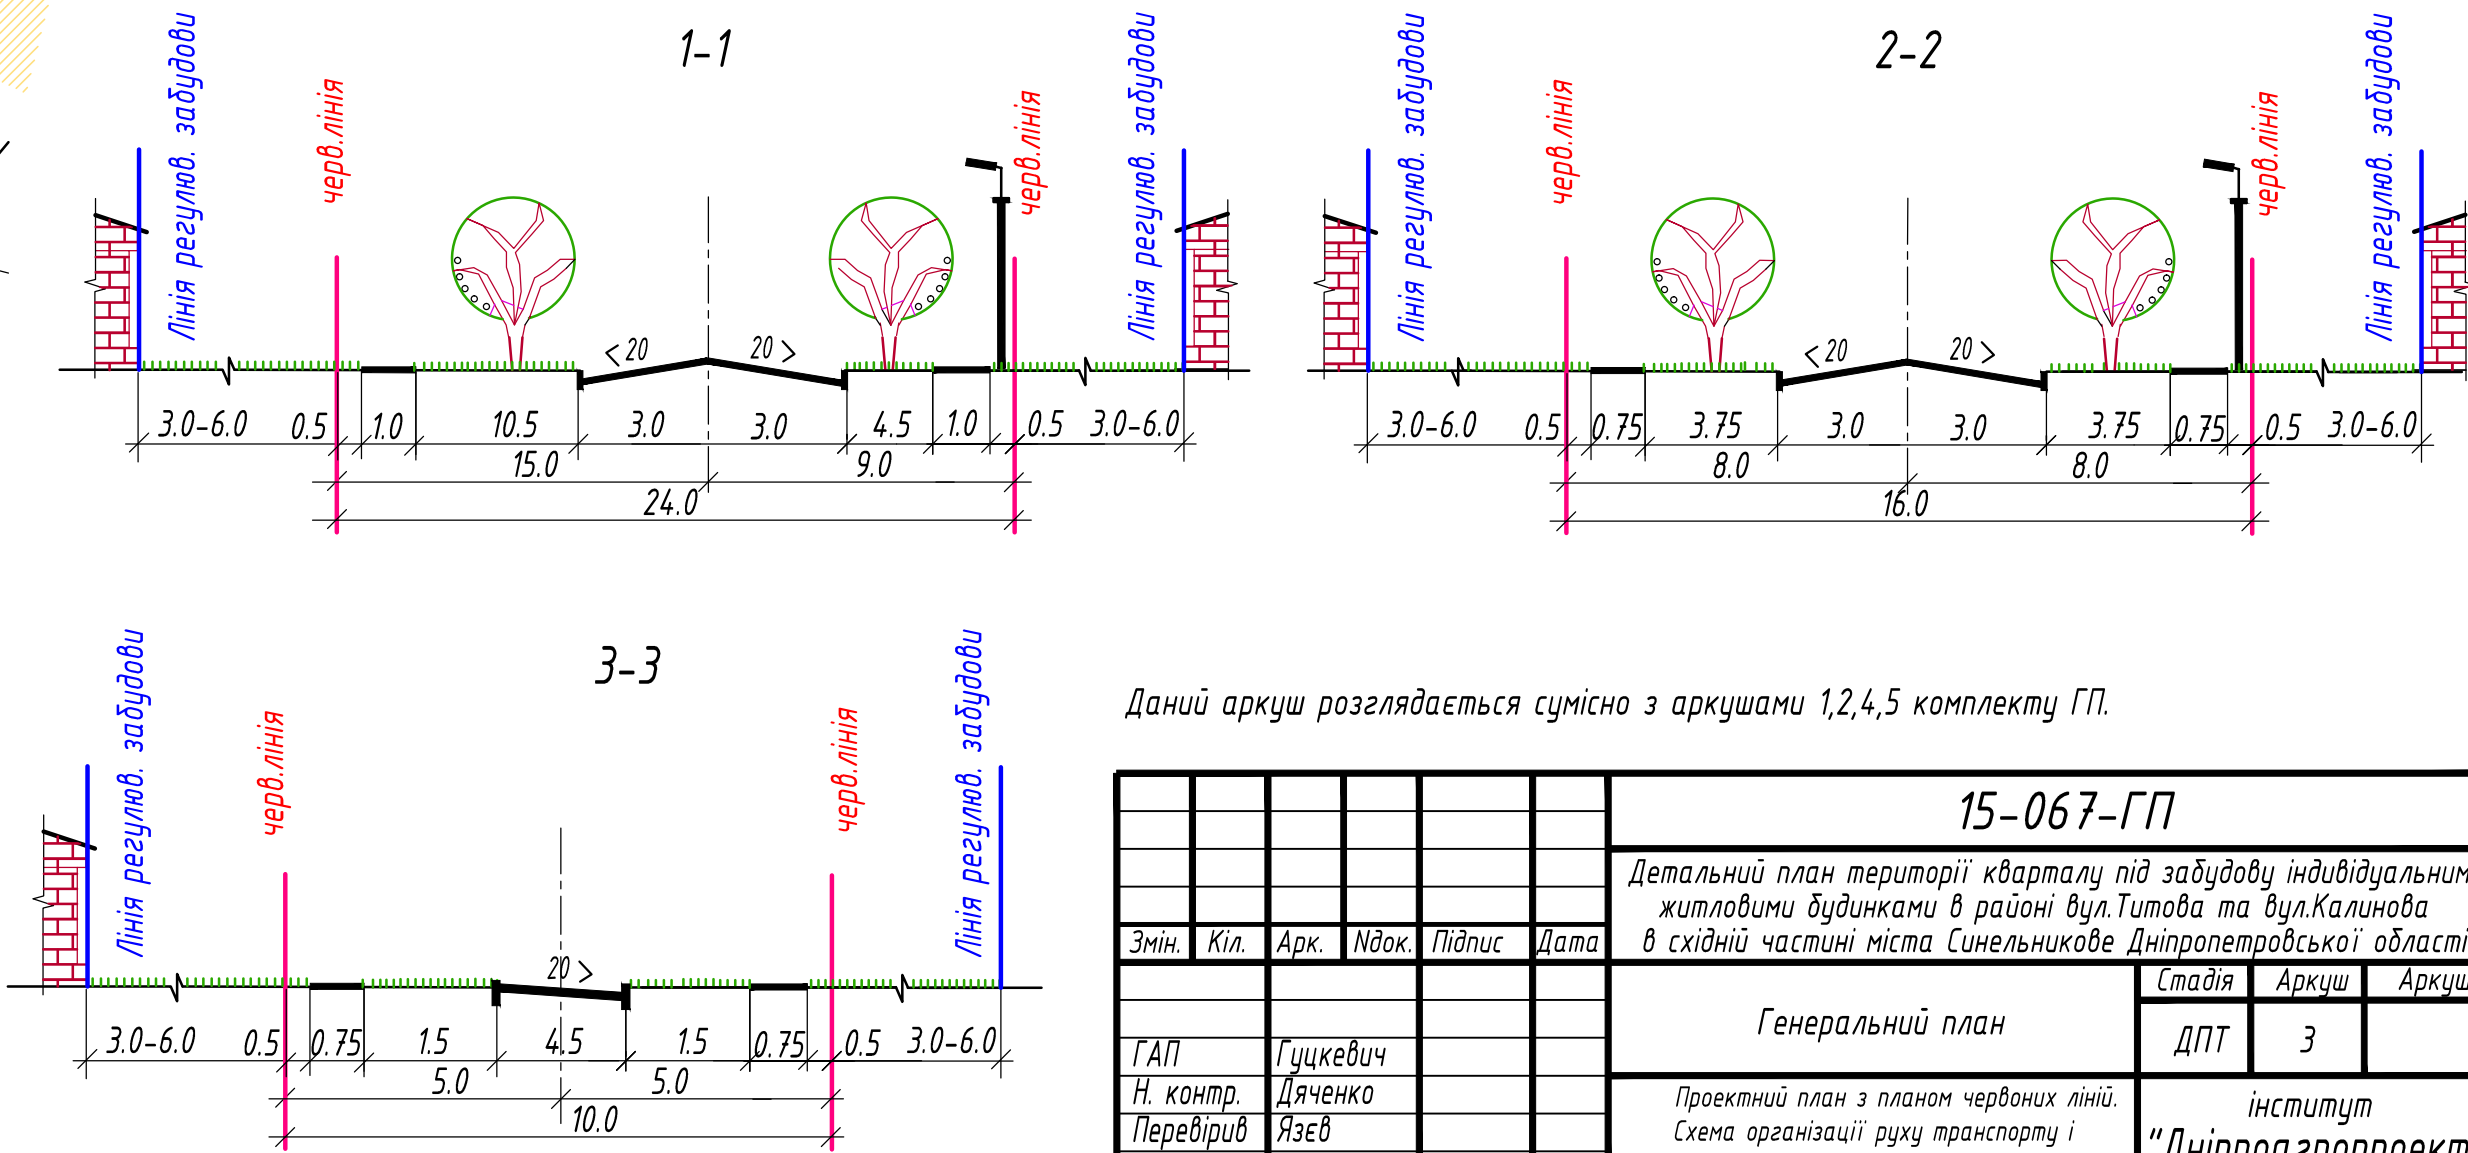 1-1
2-2
Лінія регулюв. забудови
черв.лінія
черв.лінія
Лінія регулюв. забудови
Лінія регулюв. забудови
черв.лінія
черв.лінія
Лінія регулюв. забудови
<20 20>
<20 20>
3.0-6.0 0.5 1.0 10.5 3.0 3.0 4.5 1.0 0.5 3.0-6.0
15.0 9.0
24.0
3.0-6.0 0.5 0.75 3.75 3.0 3.0 3.75 0.75 0.5 3.0-6.0
8.0 8.0
16.0
3-3
Лінія регулюв. забудови
черв.лінія
черв.лінія
Лінія регулюв. забудови
20>
3.0-6.0 0.5 0.75 1.5 4.5 1.5 0.75 0.5 3.0-6.0
5.0 5.0
10.0
Даний аркуш розглядається сумісно з аркушами 1,2,4,5 комплекту ГП.
15-067-ГП
Детальний план території кварталу під забудову індивідуальним
житловими будинками в районі вул.Титова та вул.Калинова
в східній частині міста Синельникове Дніпропетровської області
Змін. Кіл. Арк. Nдок. Підпис Дата
Генеральний план
Стадія Аркуш Аркуш
ДПТ 3
ГАП Гуцкевич
Н. контр. Дяченко
Перевірив Язєв
Проектний план з планом червоних ліній.
Схема організації руху транспорту і
інститут
"Дніпроагропроект